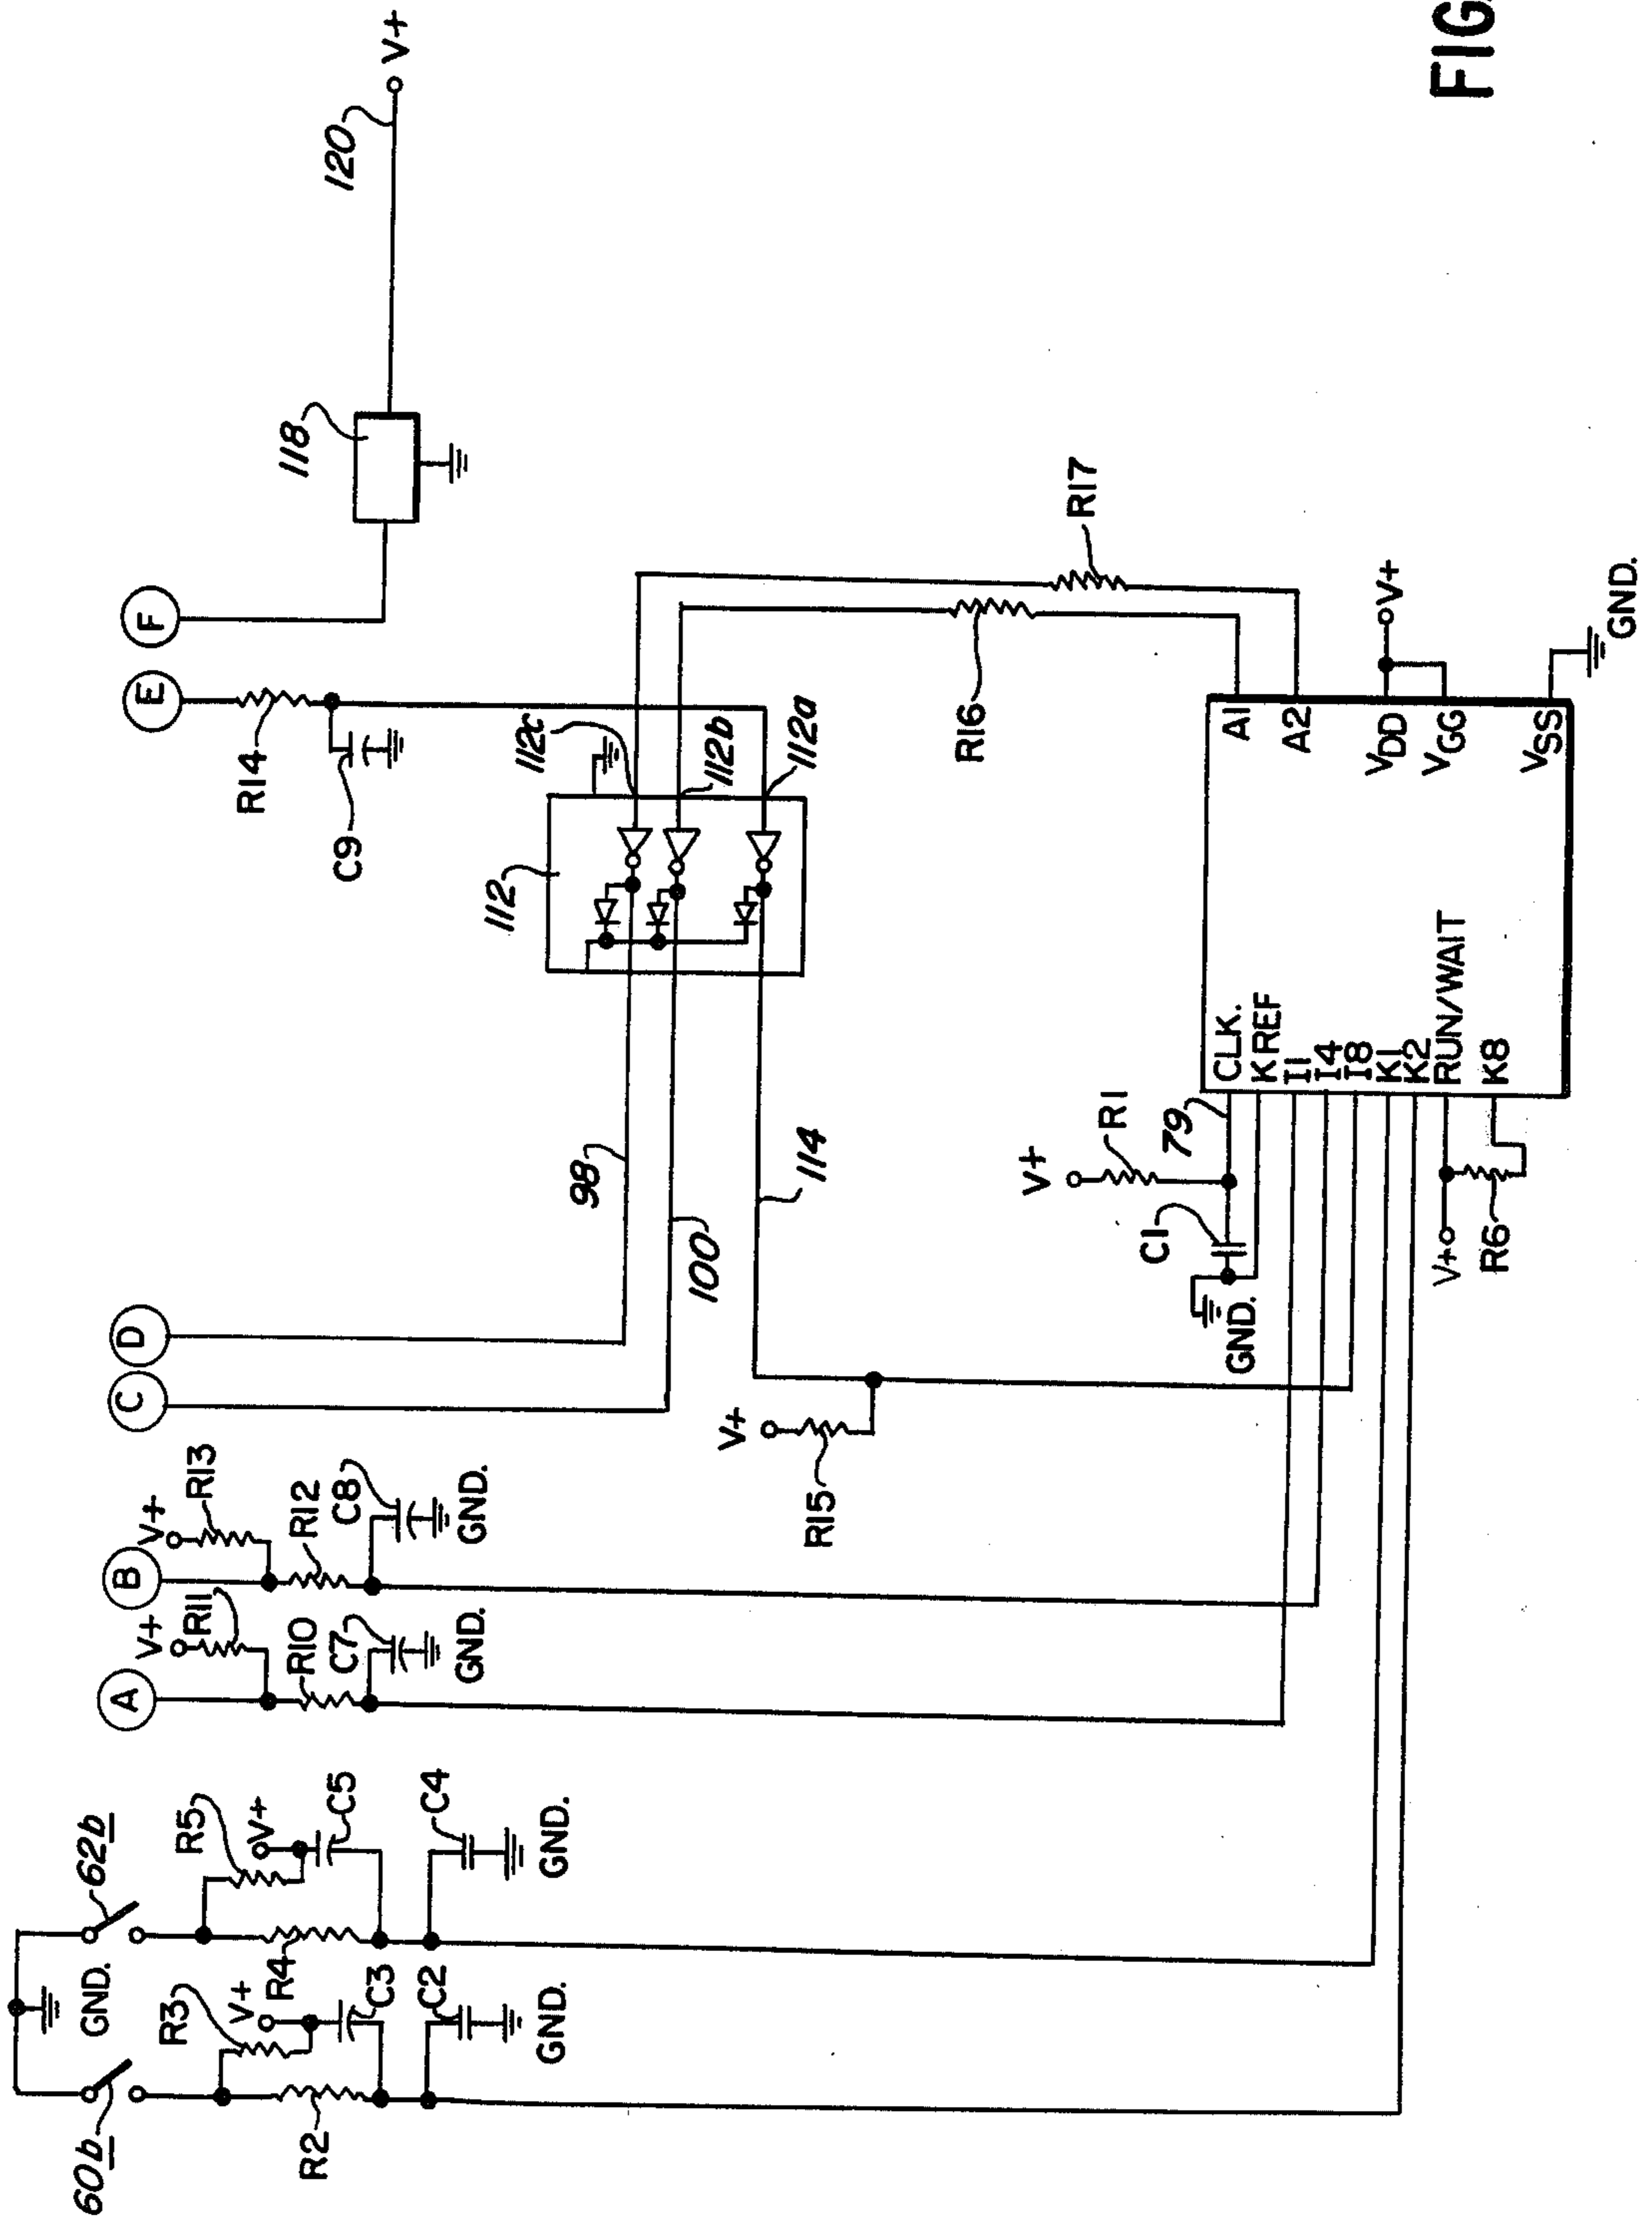 60b
62b
GND.
R3
V+
R5
V+
R2
R4
C3
C5
C2
C4
GND.
GND.
A
B
C
D
E
F
V+
R11
V+
R13
R10
R12
C7
C8
GND.
GND.
R14
C9
118
120
V+
112
112c
112b
112a
98
100
114
V+
R15
R16
R17
V+
R1
79
C1
GND.
V+
R6
CLK.
K REF
I1
I4
I8
K1
K2
RUN/WAIT
K8
A1
A2
VDD
VGG
VSS
V+
GND.
FIG